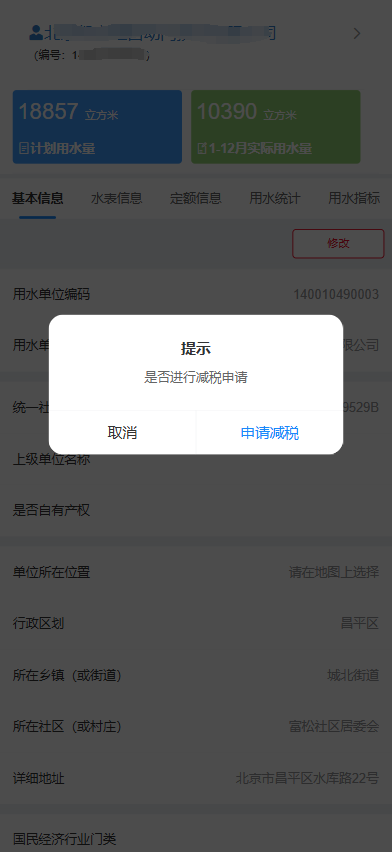 （编号：1
18857 立方米
10390 立方米
计划用水量
1-12月实际用水量
基本信息 水表信息 定额信息 用水统计 用水指标
修改
用水单位编码 140010490003
用水单 限公司
提示
是否进行减税申请
统一社 9529B
取消 申请减税
上级单位名称
是否自有产权
单位所在位置 请在地图上选择
行政区划 昌平区
所在乡镇（或街道） 城北街道
所在社区（或村庄） 富松社区居委会
详细地址 北京市昌平区水库路22号
国民经济行业门类